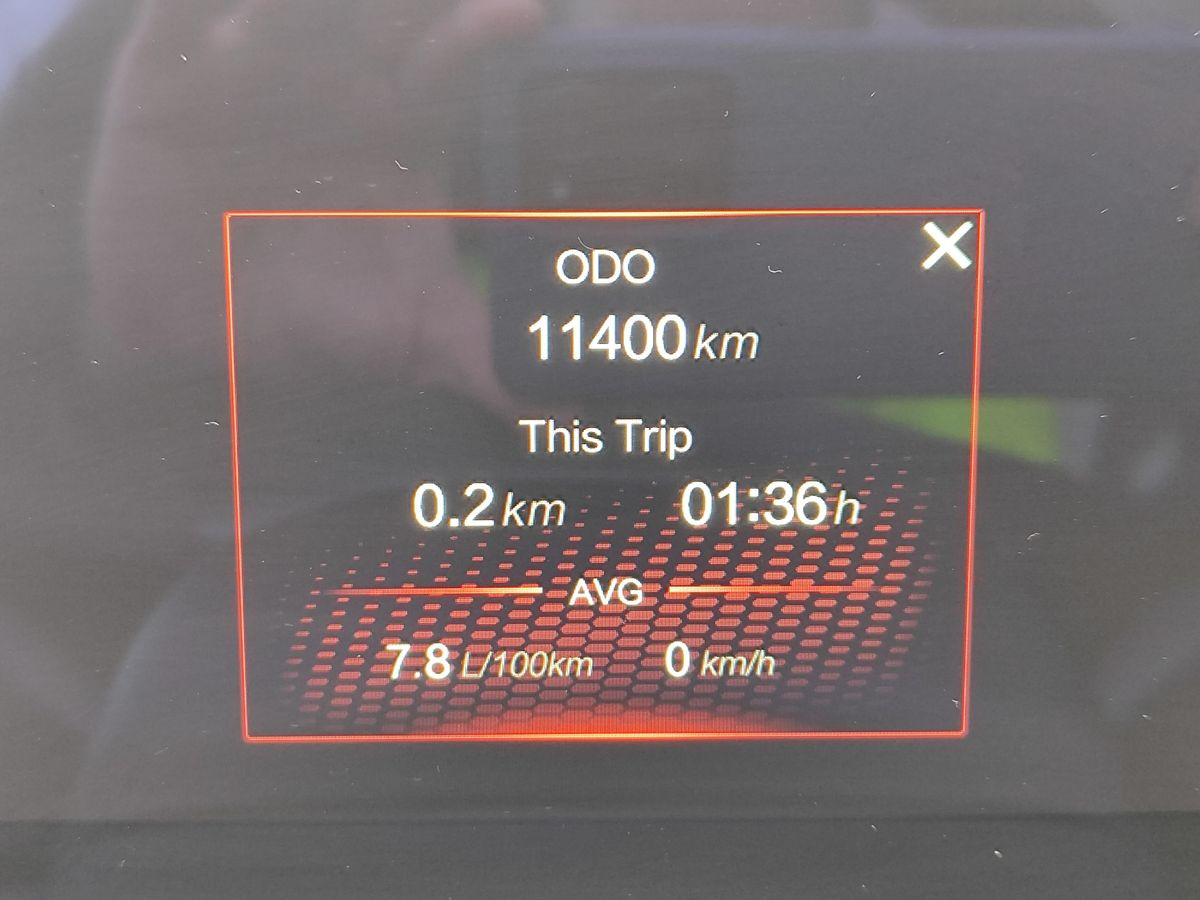 ODO
11400 km
This Trip
0.2 km 01:36 h
AVG
7.8 L/100km 0 km/h